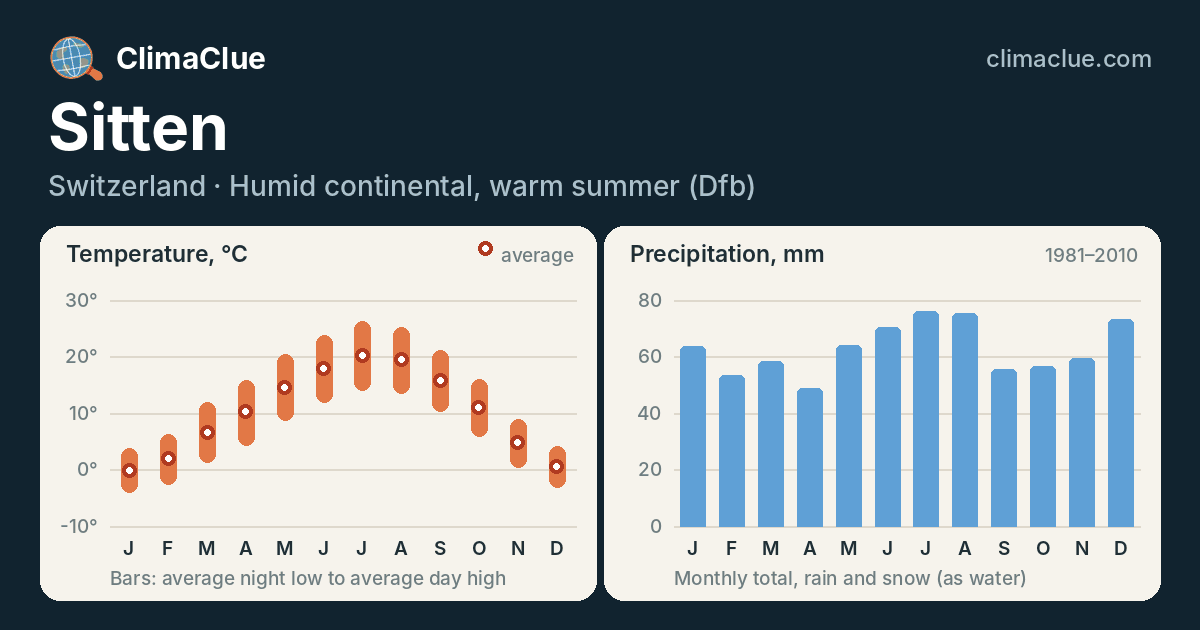 ClimaClue
climaclue.com
Sitten
Switzerland · Humid continental, warm summer (Dfb)
Temperature, °C
average
30°
20°
10°
0°
-10°
J F M A M J J A S O N D
Bars: average night low to average day high
Precipitation, mm
1981–2010
80
60
40
20
0
J F M A M J J A S O N D
Monthly total, rain and snow (as water)